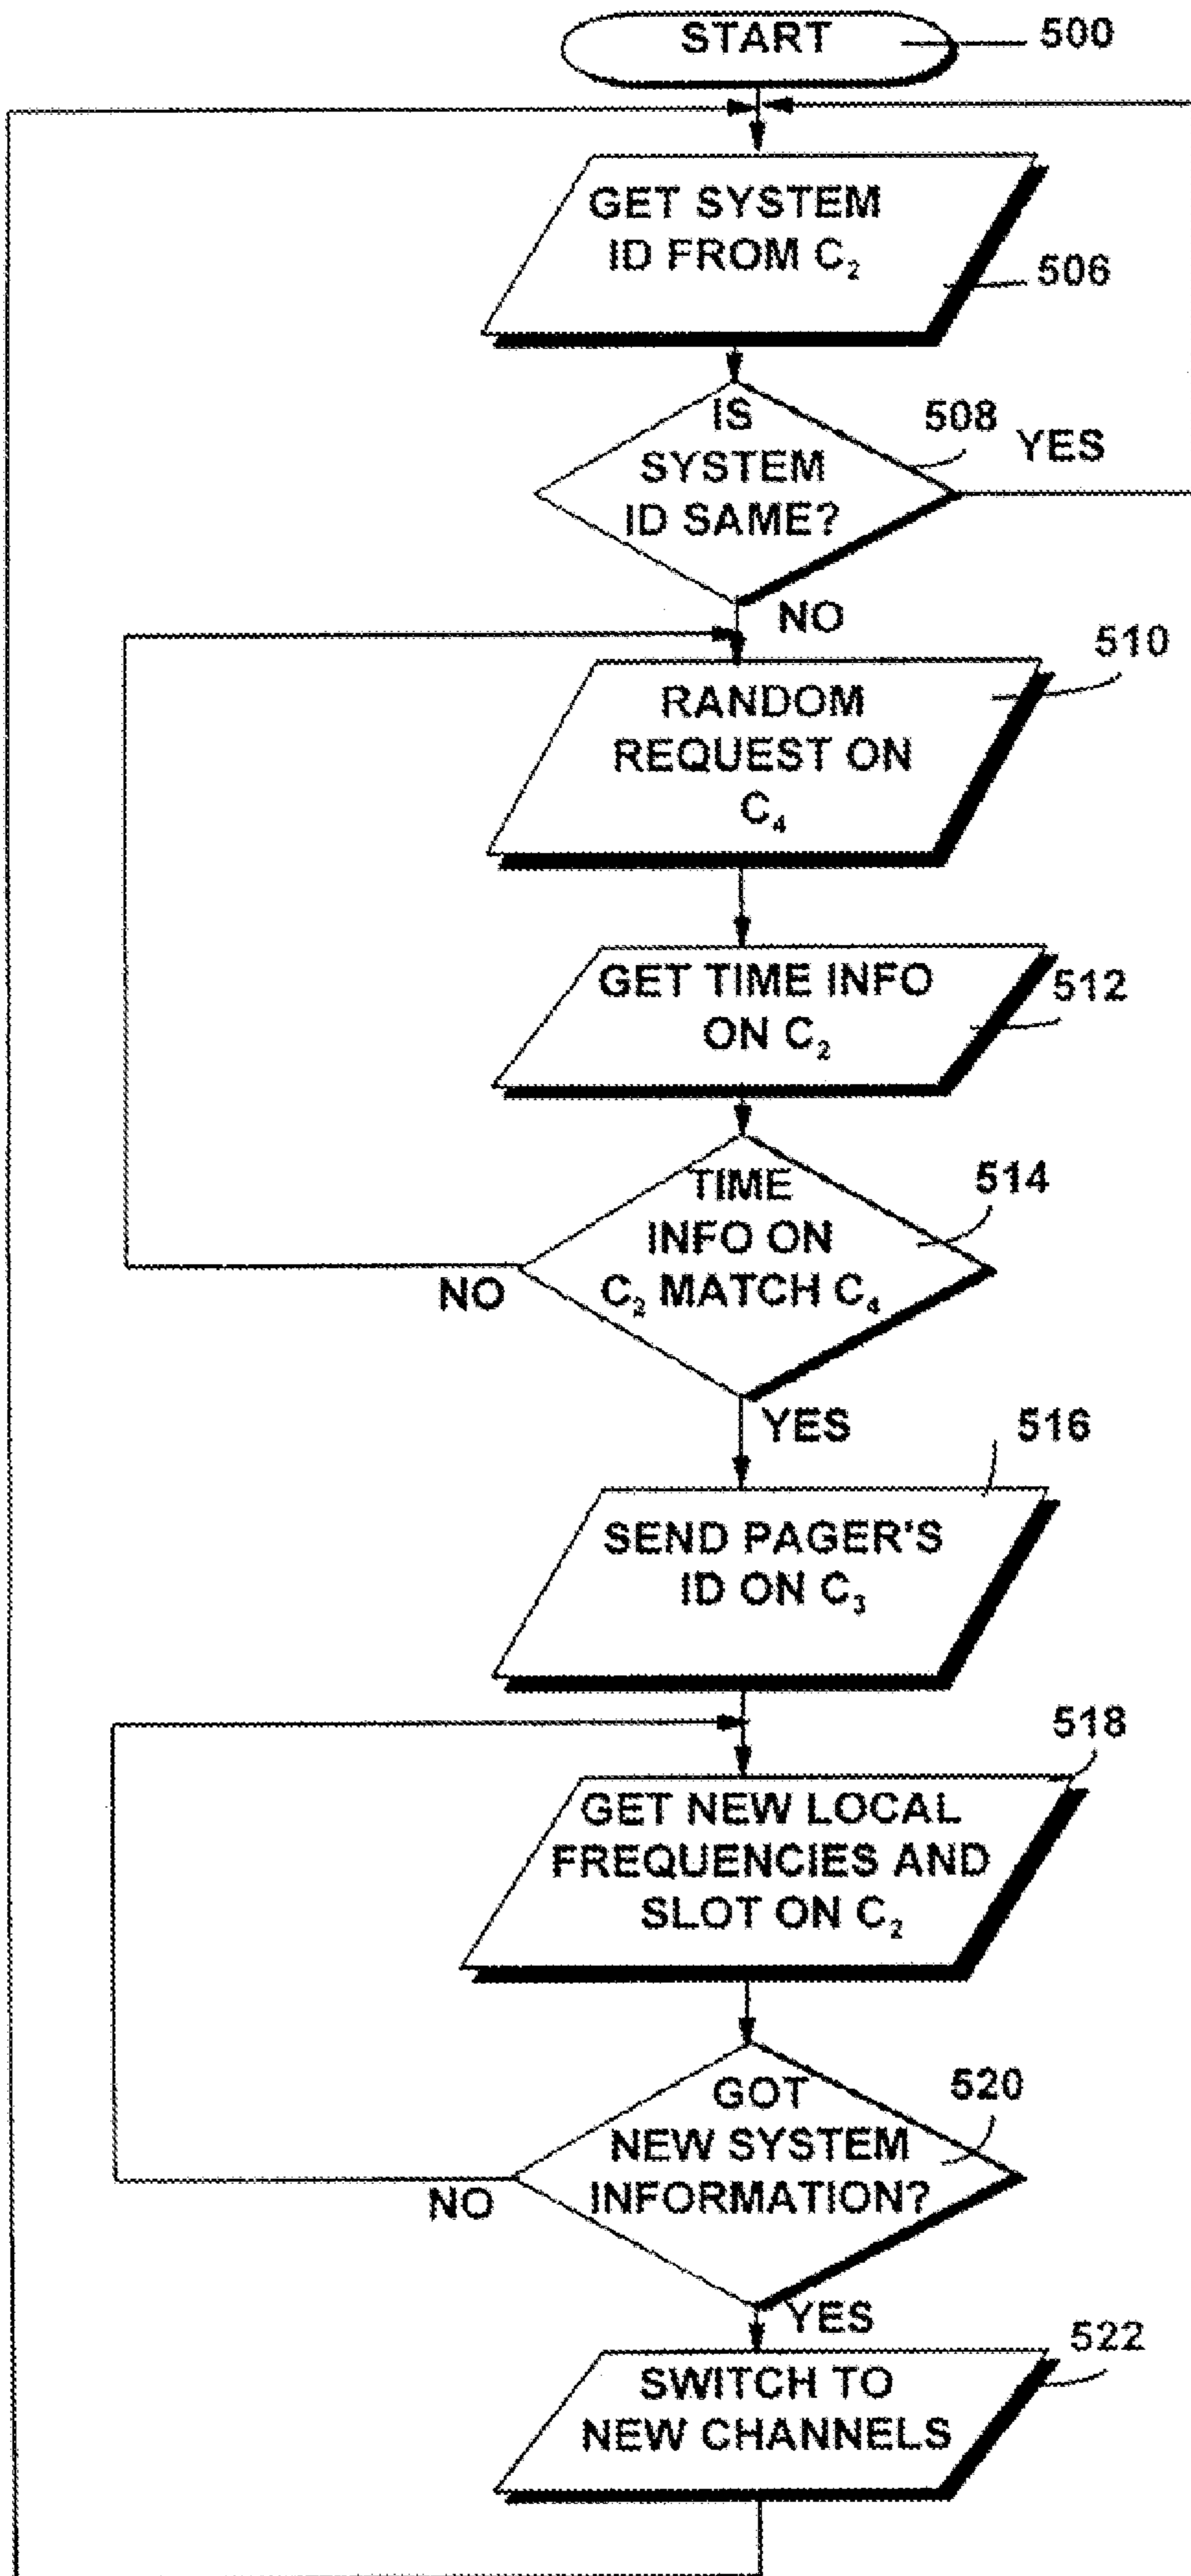 START
500
GET SYSTEM
ID FROM C₂
506
IS
SYSTEM
ID SAME?
508
YES
NO
510
RANDOM
REQUEST ON
C₄
GET TIME INFO
ON C₂
512
TIME
INFO ON
C₂ MATCH C₄
514
NO
YES
516
SEND PAGER'S
ID ON C₃
518
GET NEW LOCAL
FREQUENCIES AND
SLOT ON C₂
GOT
NEW SYSTEM
INFORMATION?
520
NO
YES
522
SWITCH TO
NEW CHANNELS